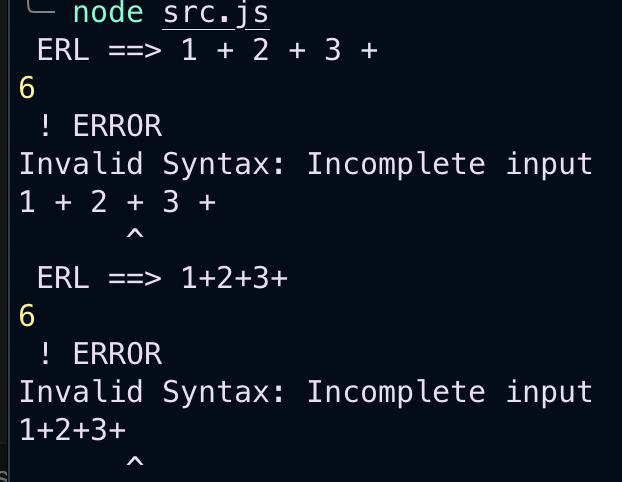 node src.js
ERL ==> 1 + 2 + 3 +
6
! ERROR
Invalid Syntax: Incomplete input
1 + 2 + 3 +
^
ERL ==> 1+2+3+
6
! ERROR
Invalid Syntax: Incomplete input
1+2+3+
^